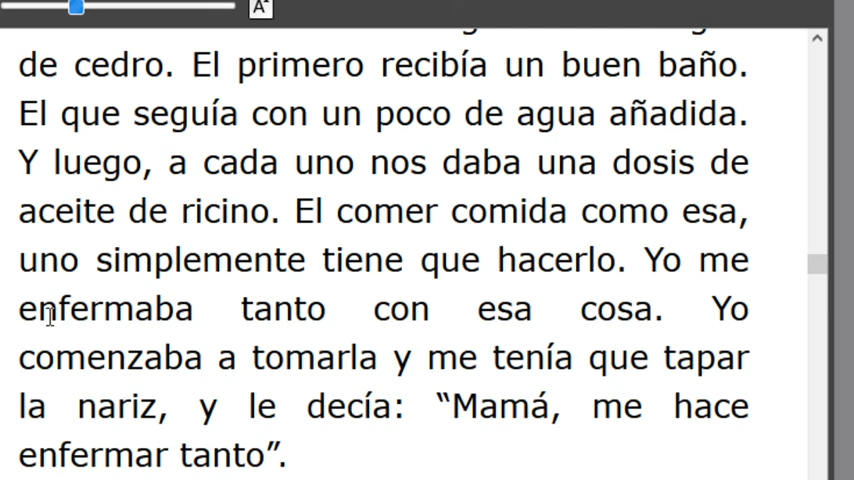 A
de cedro. El primero recibía un buen baño.
El que seguía con un poco de agua añadida.
Y luego, a cada uno nos daba una dosis de
aceite de ricino. El comer comida como esa,
uno simplemente tiene que hacerlo. Yo me
enfermaba tanto con esa cosa. Yo
comenzaba a tomarla y me tenía que tapar
la nariz, y le decía: “Mamá, me hace
enfermar tanto”.